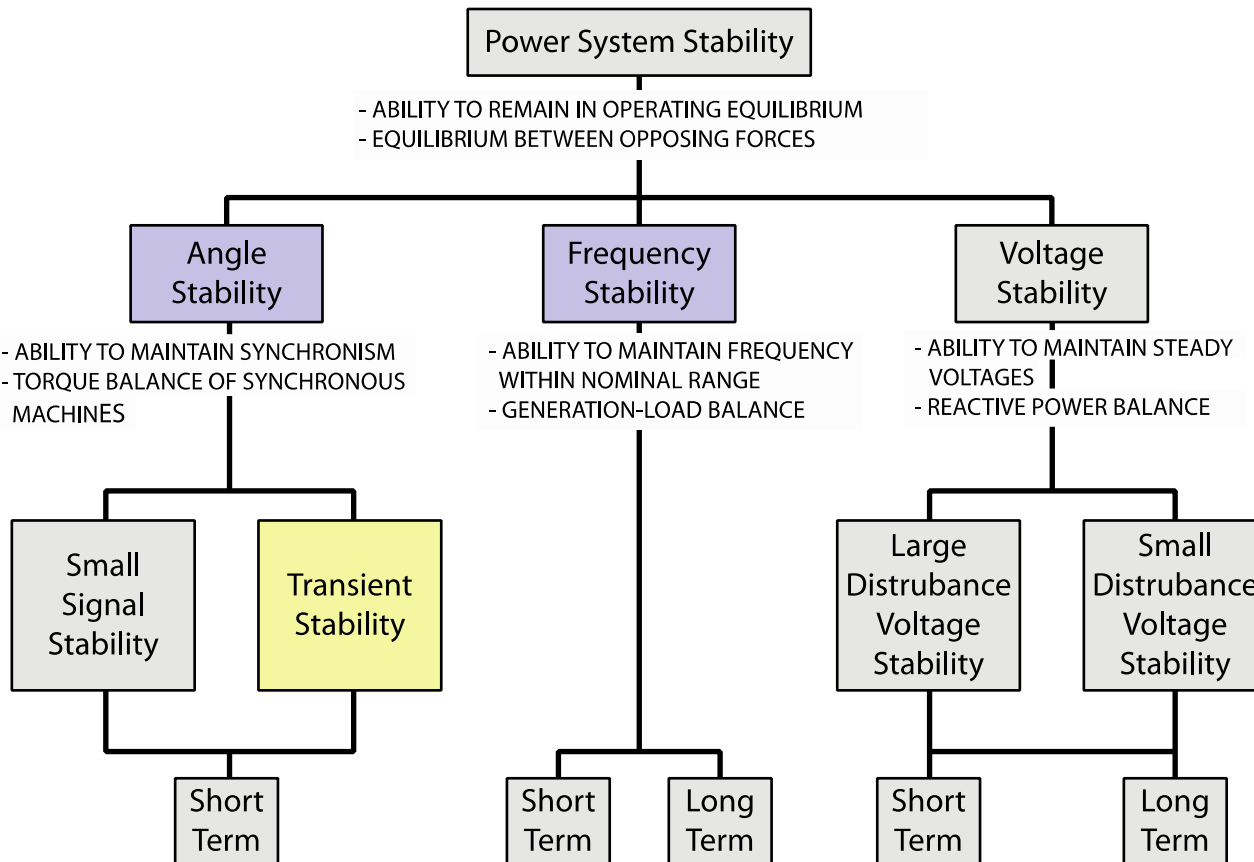 Power System Stability
- ABILITY TO REMAIN IN OPERATING EQUILIBRIUM
- EQUILIBRIUM BETWEEN OPPOSING FORCES
Angle
Stability
Frequency
Stability
Voltage
Stability
- ABILITY TO MAINTAIN SYNCHRONISM
- TORQUE BALANCE OF SYNCHRONOUS
MACHINES
- ABILITY TO MAINTAIN FREQUENCY
WITHIN NOMINAL RANGE
- GENERATION-LOAD BALANCE
- ABILITY TO MAINTAIN STEADY
VOLTAGES
- REACTIVE POWER BALANCE
Small
Signal
Stability
Transient
Stability
Large
Distrubance
Voltage
Stability
Small
Distrubance
Voltage
Stability
Short
Term
Short
Term
Long
Term
Short
Term
Long
Term